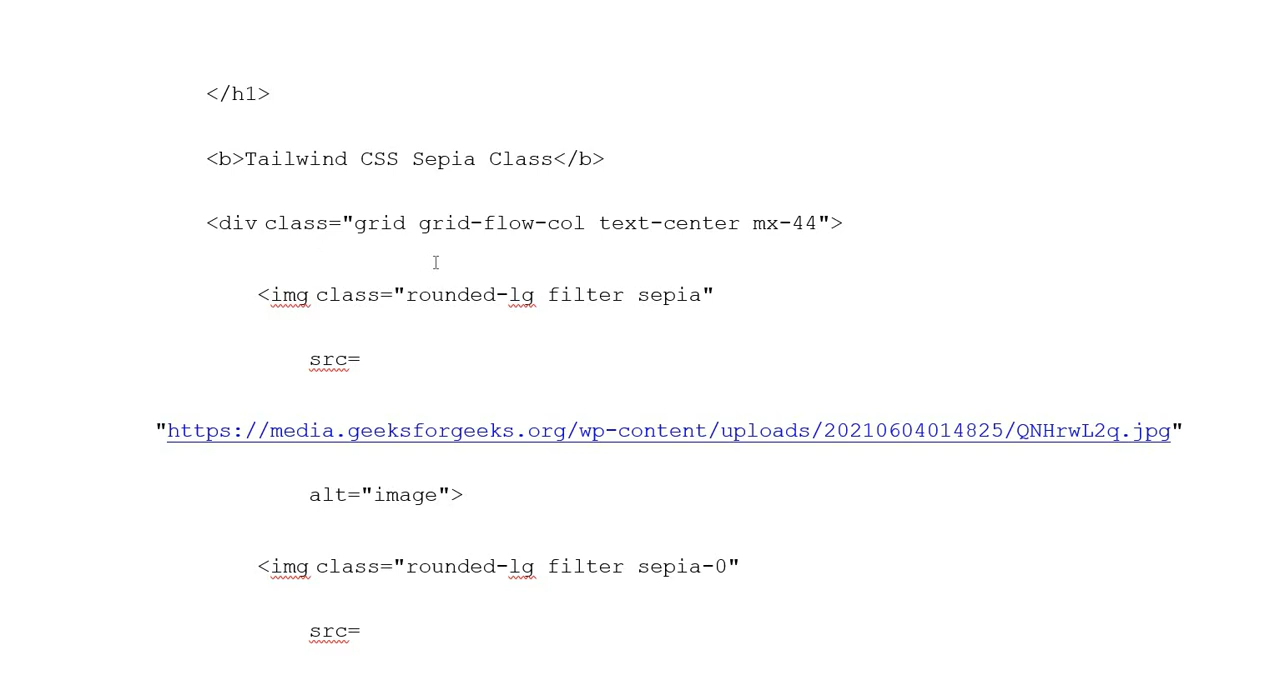 </h1>
<b>Tailwind CSS Sepia Class</b>
<div class="grid grid-flow-col text-center mx-44">
<img class="rounded-lg filter sepia"
src=
"https://media.geeksforgeeks.org/wp-content/uploads/20210604014825/QNHrwL2q.jpg"
alt="image">
<img class="rounded-lg filter sepia-0"
src=